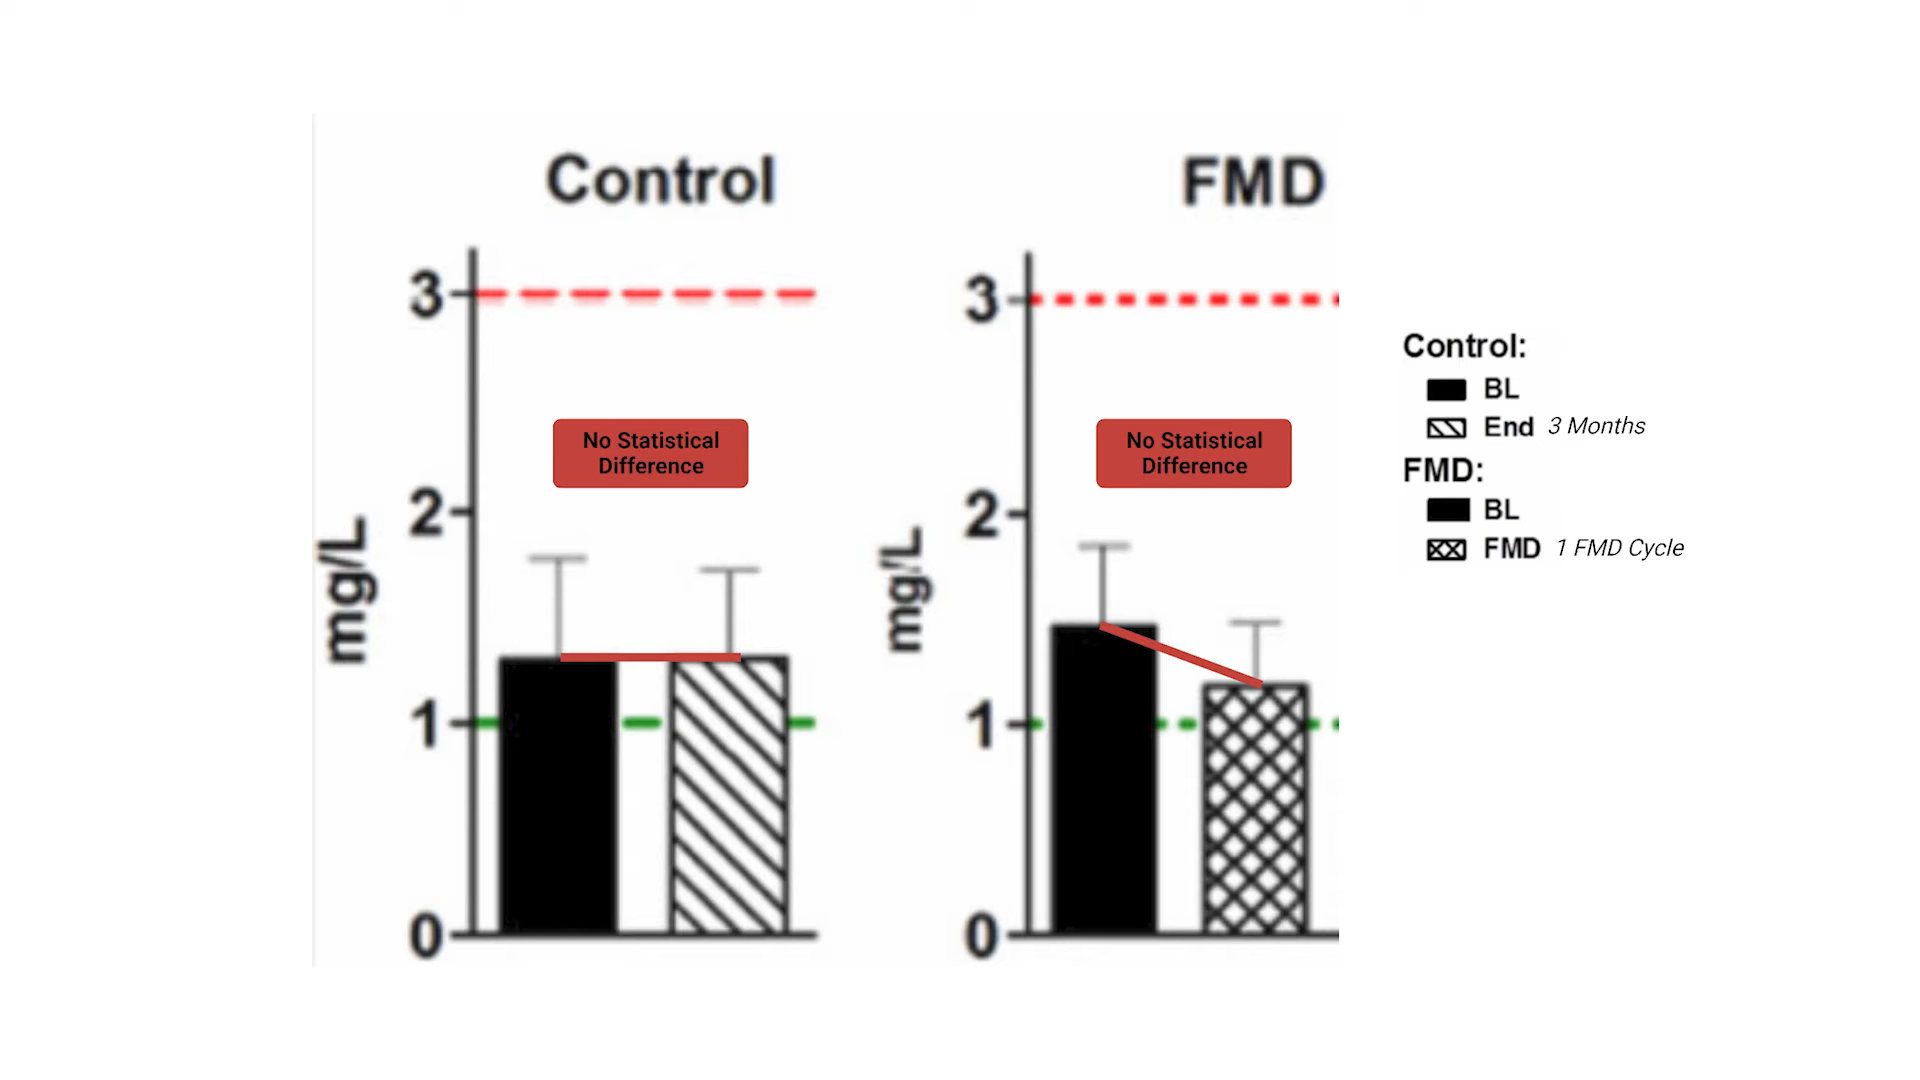 Control
FMD
3
2
1
0
mg/L
No Statistical
Difference
3
2
1
0
mg/L
No Statistical
Difference
Control:
BL
End 3 Months
FMD:
BL
FMD 1 FMD Cycle